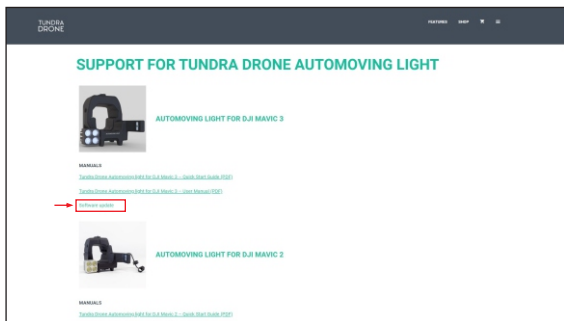 TUNDRA
DRONE
FEATURED SHOP
SUPPORT FOR TUNDRA DRONE AUTOMOVING LIGHT
AUTOMOVING LIGHT FOR DJI MAVIC 3
MANUALS
Tundra Drone Automoving light for DJI Mavic 3 – Quick Start Guide (PDF)
Tundra Drone Automoving light for DJI Mavic 3 – User Manual (PDF)
Software update
AUTOMOVING LIGHT FOR DJI MAVIC 2
MANUALS
Tundra Drone Automoving light for DJI Mavic 2 – Quick Start Guide (PDF)